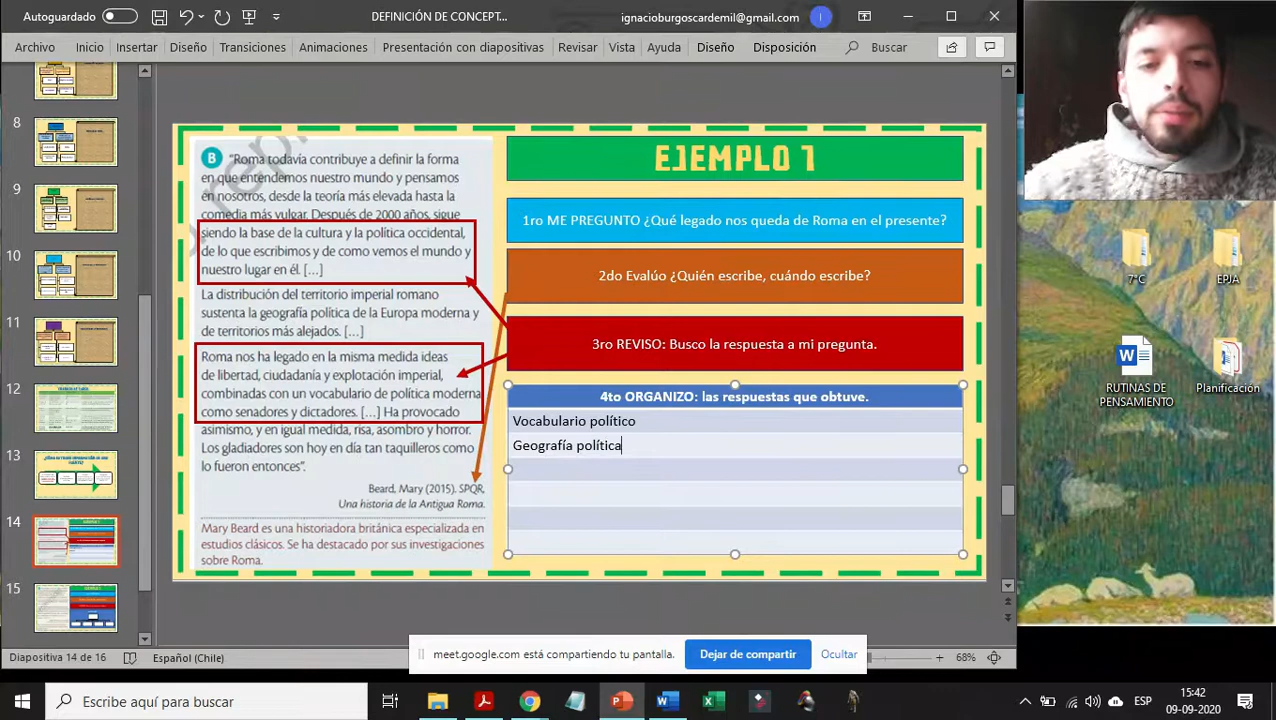 Autoguardado
DEFINICIÓN DE CONCEPT...
ignacioburgoscardemil@gmail.com
I
Archivo
Inicio
Insertar
Diseño
Transiciones
Animaciones
Presentación con diapositivas
Revisar
Vista
Ayuda
Diseño
Disposición
Buscar
8
9
10
11
12
13
14
15
B "Roma todavía contribuye a definir la forma
en que entendemos nuestro mundo y pensamos
en nosotros, desde la teoría más elevada hasta la
comedia más vulgar. Después de 2000 años, sigue
siendo la base de la cultura y la política occidental,
de lo que escribimos y de como vemos el mundo y
nuestro lugar en él. [...]
La distribución del territorio imperial romano
sustenta la geografía política de la Europa moderna y
de territorios más alejados. [...]
Roma nos ha legado en la misma medida ideas
de libertad, ciudadanía y explotación imperial,
combinadas con un vocabulario de política moderna
como senadores y dictadores. [...] Ha provocado
asimismo, y en igual medida, risa, asombro y horror.
Los gladiadores son hoy en día tan taquilleros como
lo fueron entonces".
Beard, Mary (2015). SPQR,
Una historia de la Antigua Roma.
Mary Beard es una historiadora británica especializada en
estudios clásicos. Se ha destacado por sus investigaciones
sobre Roma.
EJEMPLO 1
1ro ME PREGUNTO ¿Qué legado nos queda de Roma en el presente?
2do Evalúo ¿Quién escribe, cuándo escribe?
3ro REVISO: Busco la respuesta a mi pregunta.
4to ORGANIZO: las respuestas que obtuve.
Vocabulario político
Geografía política
7°C
EPJA
RUTINAS DE
PENSAMIENTO
Planificación
meet.google.com está compartiendo tu pantalla.
Dejar de compartir
Ocultar
Diapositiva 14 de 16
Español (Chile)
68%
Escribe aquí para buscar
ESP
15:42
09-09-2020